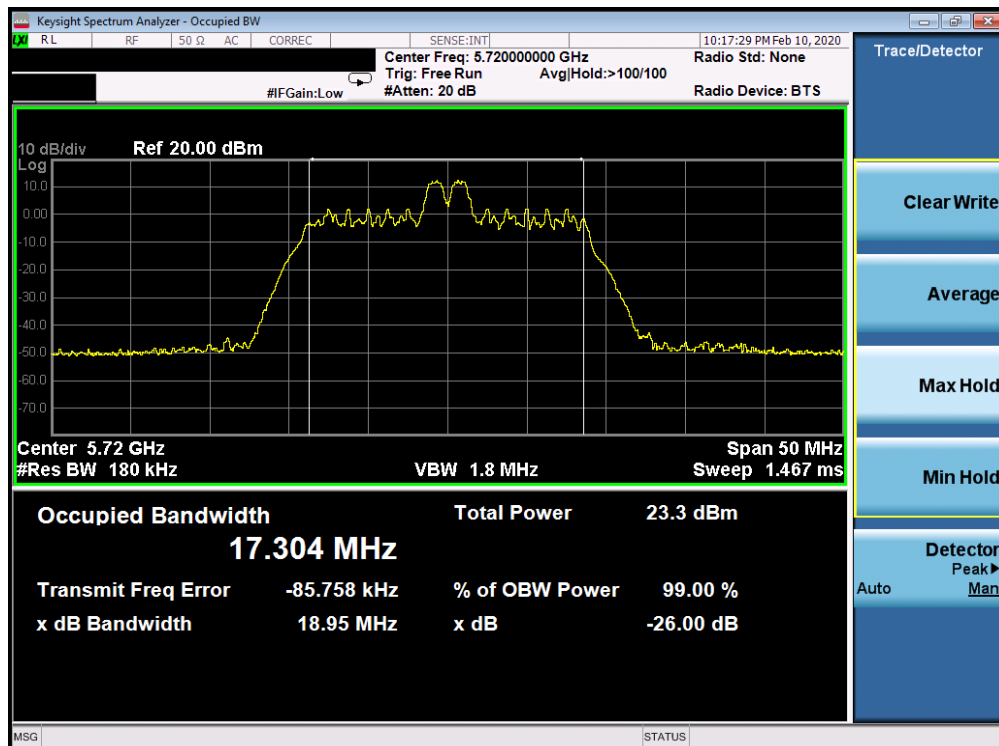 Keysight Spectrum Analyzer - Occupied BW
LXI RL RF 50 Ω AC CORREC SENSE:INT 10:17:29 PM Feb 10, 2020
Center Freq: 5.720000000 GHz Radio Std: None
Trig: Free Run Avg|Hold:>100/100
#IFGain:Low #Atten: 20 dB Radio Device: BTS
10 dB/div Ref 20.00 dBm
Log
10.0
0.00
-10.0
-20.0
-30.0
-40.0
-50.0
-60.0
-70.0
Center 5.72 GHz Span 50 MHz
#Res BW 180 kHz VBW 1.8 MHz Sweep 1.467 ms
Occupied Bandwidth Total Power 23.3 dBm
17.304 MHz
Transmit Freq Error -85.758 kHz % of OBW Power 99.00 %
x dB Bandwidth 18.95 MHz x dB -26.00 dB
MSG STATUS
Trace/Detector
Clear Write
Average
Max Hold
Min Hold
Detector
Peak▶
Auto Man